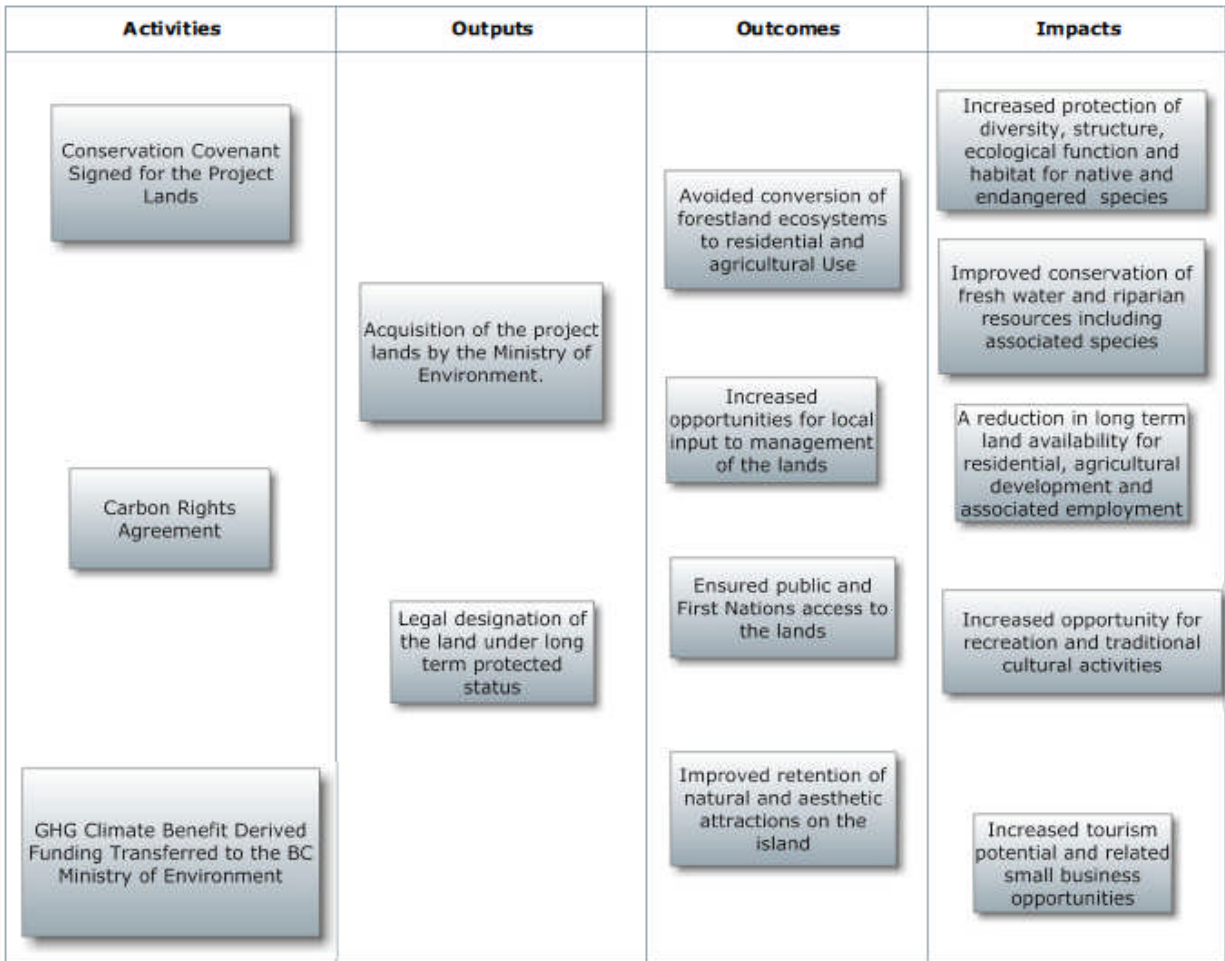 Activities
Outputs
Outcomes
Impacts
Conservation Covenant
Signed for the Project
Lands
Carbon Rights
Agreement
GHG Climate Benefit Derived
Funding Transferred to the BC
Ministry of Environment
Acquisition of the project
lands by the Ministry of
Environment.
Legal designation of
the land under long
term protected
status
Avoided conversion of
forestland ecosystems
to residential and
agricultural Use
Increased
opportunities for local
input to management
of the lands
Ensured public and
First Nations access to
the lands
Improved retention of
natural and aesthetic
attractions on the
island
Increased protection of
diversity, structure,
ecological function and
habitat for native and
endangered species
Improved conservation of
fresh water and riparian
resources including
associated species
A reduction in long term
land availability for
residential, agricultural
development and
associated employment
Increased opportunity for
recreation and traditional
cultural activities
Increased tourism
potential and related
small business
opportunities